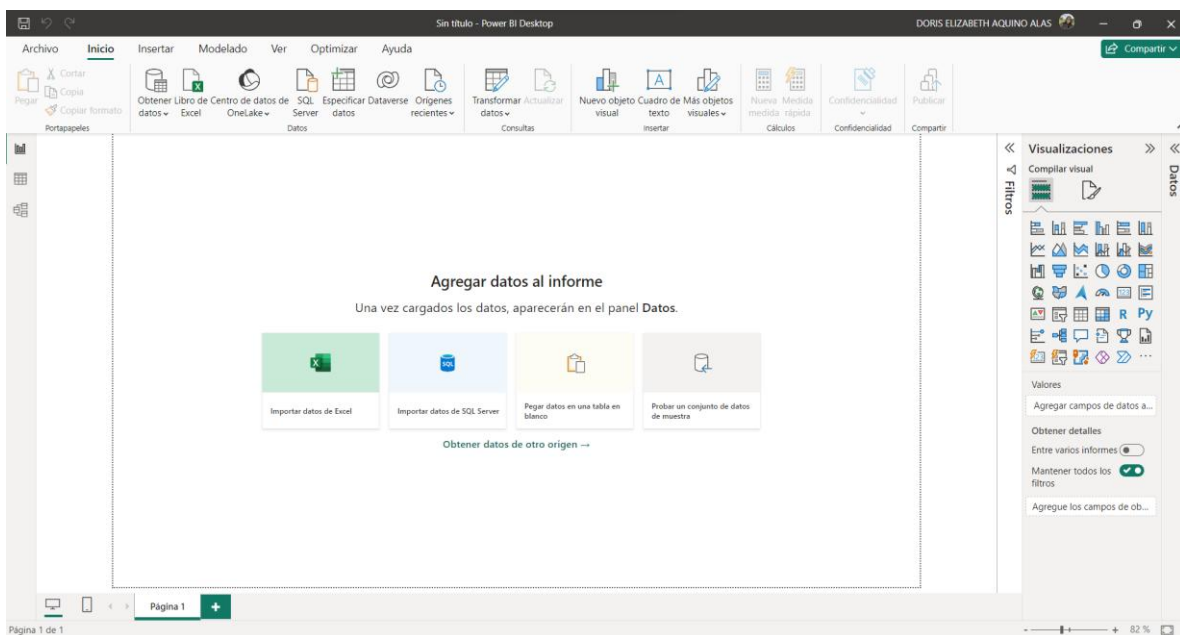 Sin título - Power BI Desktop
DORIS ELIZABETH AQUINO ALAS
Archivo Inicio Insertar Modelado Ver Optimizar Ayuda
Compartir
Pegar
Cortar
Copia
Copiar formato
Portapapeles
Obtener datos
Libro de Excel
Centro de datos de OneLake
SQL Server
Especificar datos
Dataverse
Orígenes recientes
Datos
Transformar datos
Actualizar
Consultas
Nuevo objeto visual
Cuadro de texto
Más objetos visuales
Insertar
Nueva medida
Medida rápida
Cálculos
Confidencialidad
Confidencialidad
Publicar
Compartir
Agregar datos al informe
Una vez cargados los datos, aparecerán en el panel Datos.
Importar datos de Excel
SQL
Importar datos de SQL Server
Pegar datos en una tabla en
blanco
Probar un conjunto de datos
de muestra
Obtener datos de otro origen →
Filtros
Visualizaciones
Compilar visual
R Py
Valores
Agregar campos de datos a...
Obtener detalles
Entre varios informes
Mantener todos los
filtros
Agregue los campos de ob...
Datos
Página 1
Página 1 de 1
82 %